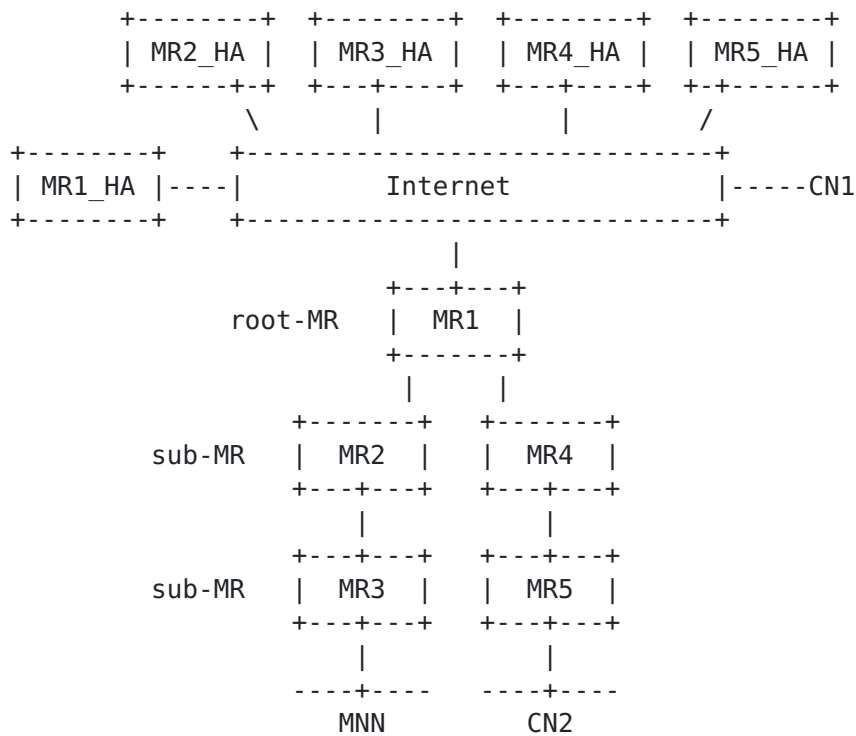 MR2_HA MR3_HA MR4_HA MR5_HA
MR1_HA Internet CN1
root-MR MR1
sub-MR MR2 MR4
sub-MR MR3 MR5
MNN CN2